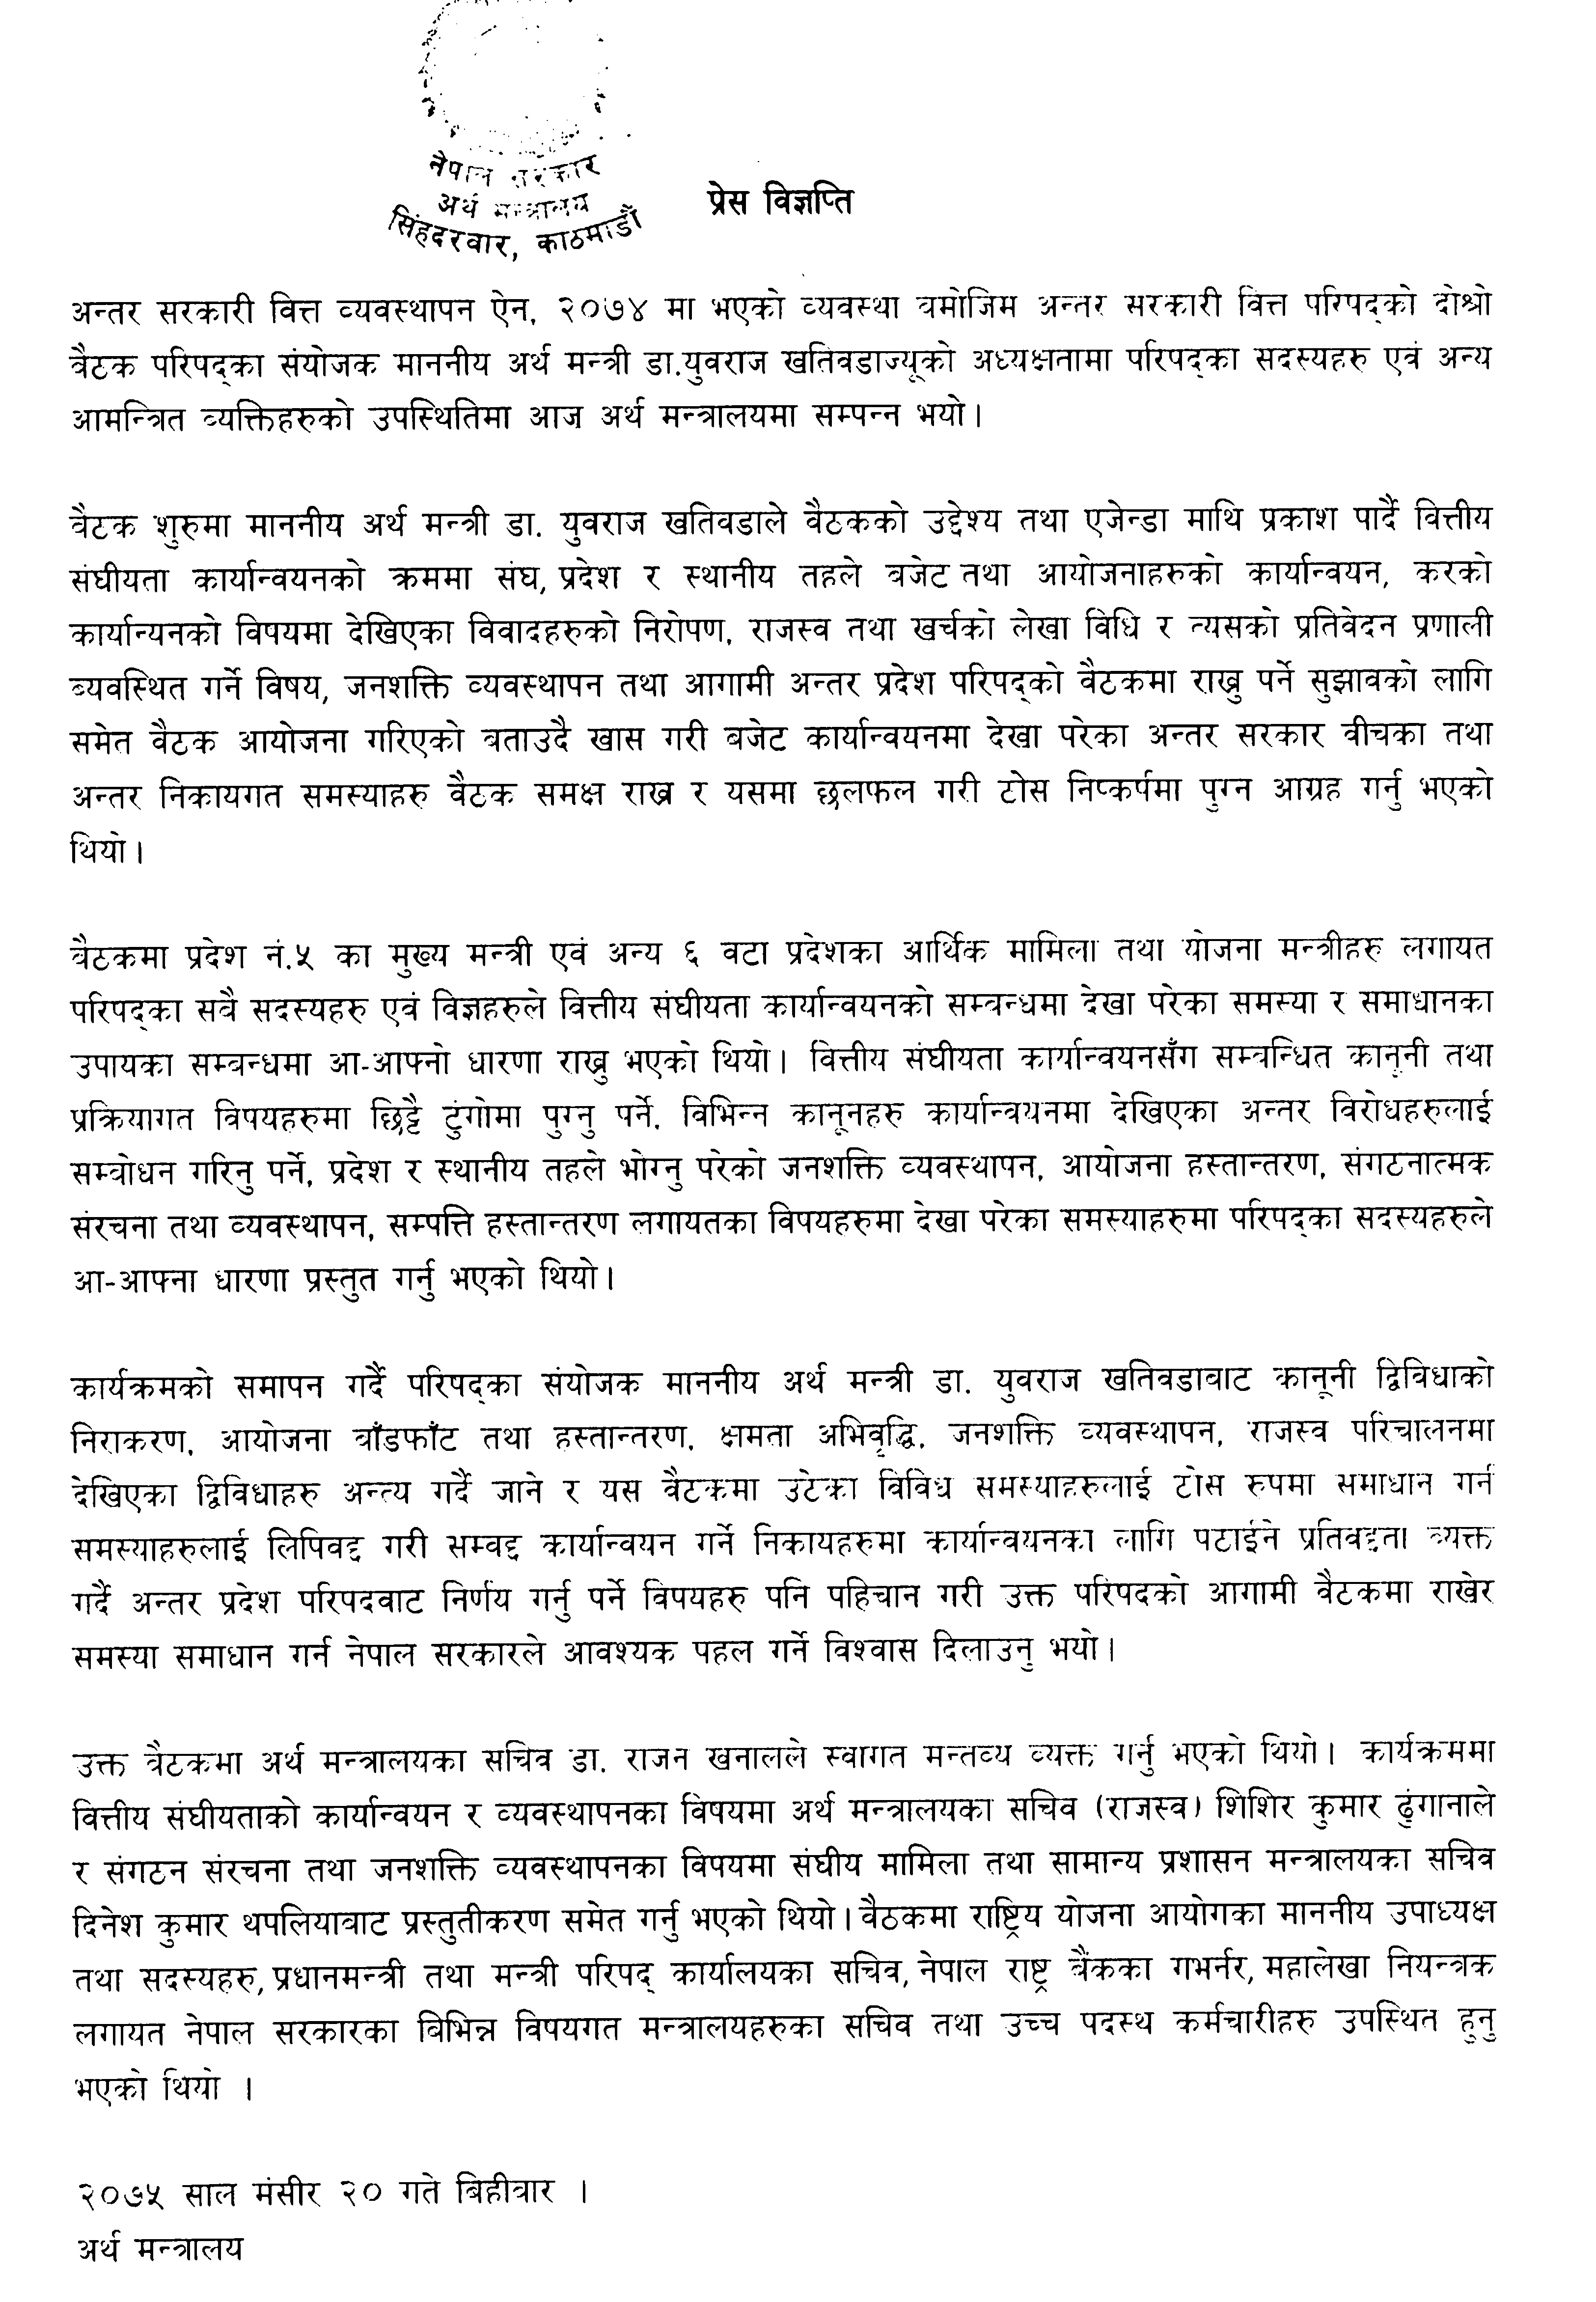 नेपाल सरकार
अर्थ मन्त्रालय
सिंहदरवार, काठमाडौं
प्रेस विज्ञप्ति
अन्तर सरकारी वित्त व्यवस्थापन ऐन, २०७४ मा भएको व्यवस्था वमोजिम अन्तर सरकारी वित्त परिषद्को दोश्रो
वैठक परिषद्का संयोजक माननीय अर्थ मन्त्री डा.युवराज खतिवडाज्यूको अध्यक्षतामा परिषद्का सदस्यहरु एवं अन्य
आमन्त्रित व्यक्तिहरुको उपस्थितिमा आज अर्थ मन्त्रालयमा सम्पन्न भयो।
वैठक शुरुमा माननीय अर्थ मन्त्री डा. युवराज खतिवडाले वैठकको उद्देश्य तथा एजेन्डा माथि प्रकाश पार्दै वित्तीय
संघीयता कार्यान्वयनको क्रममा संघ, प्रदेश र स्थानीय तहले बजेट तथा आयोजनाहरुको कार्यान्वयन, करको
कार्यान्यनको विषयमा देखिएका विवादहरुको निरोपण, राजस्व तथा खर्चको लेखा विधि र त्यसको प्रतिवेदन प्रणाली
ब्यवस्थित गर्ने विषय, जनशक्ति व्यवस्थापन तथा आगामी अन्तर प्रदेश परिषद्को वैठकमा राख्नु पर्ने सुझावको लागि
समेत वैठक आयोजना गरिएको बताउदै खास गरी बजेट कार्यान्वयनमा देखा परेका अन्तर सरकार वीचका तथा
अन्तर निकायगत समस्याहरु वैठक समक्ष राख्न र यसमा छलफल गरी ठोस निष्कर्षमा पुग्न आग्रह गर्नु भएको
थियो।
वैठकमा प्रदेश नं.५ का मुख्य मन्त्री एवं अन्य ६ वटा प्रदेशका आर्थिक मामिला तथा योजना मन्त्रीहरु लगायत
परिषद्का सवै सदस्यहरु एवं विज्ञहरुले वित्तीय संघीयता कार्यान्वयनको सम्वन्धमा देखा परेका समस्या र समाधानका
उपायका सम्बन्धमा आ-आफ्नो धारणा राख्नु भएको थियो। वित्तीय संघीयता कार्यान्वयनसँग सम्वन्धित कानूनी तथा
प्रक्रियागत विषयहरुमा छिट्टै टुंगोमा पुग्नु पर्ने, विभिन्न कानूनहरु कार्यान्वयनमा देखिएका अन्तर विरोधहरुलाई
सम्वोधन गरिनु पर्ने, प्रदेश र स्थानीय तहले भोग्नु परेको जनशक्ति व्यवस्थापन, आयोजना हस्तान्तरण, संगठनात्मक
संरचना तथा व्यवस्थापन, सम्पत्ति हस्तान्तरण लगायतका विषयहरुमा देखा परेका समस्याहरुमा परिषद्का सदस्यहरुले
आ-आफ्ना धारणा प्रस्तुत गर्नु भएको थियो।
कार्यक्रमको समापन गर्दै परिषद्का संयोजक माननीय अर्थ मन्त्री डा. युवराज खतिवडाबाट कानूनी द्विविधाको
निराकरण, आयोजना बाँडफाँट तथा हस्तान्तरण, क्षमता अभिवृद्धि, जनशक्ति व्यवस्थापन, राजस्व परिचालनमा
देखिएका द्विविधाहरु अन्त्य गर्दै जाने र यस वैठकमा उठेका विविध समस्याहरुलाई ठोस रुपमा समाधान गर्न
समस्याहरुलाई लिपिवद्द गरी सम्वद्द कार्यान्वयन गर्ने निकायहरुमा कार्यान्वयनका लागि पठाईने प्रतिवद्दता व्यक्त
गर्दै अन्तर प्रदेश परिषदवाट निर्णय गर्नु पर्ने विषयहरु पनि पहिचान गरी उक्त परिषदको आगामी वैठकमा राखेर
समस्या समाधान गर्न नेपाल सरकारले आवश्यक पहल गर्ने विश्वास दिलाउनु भयो।
उक्त वैठकमा अर्थ मन्त्रालयका सचिव डा. राजन खनालले स्वागत मन्तव्य व्यक्त गर्नु भएको थियो। कार्यक्रममा
वित्तीय संघीयताको कार्यान्वयन र व्यवस्थापनका विषयमा अर्थ मन्त्रालयका सचिव (राजस्व) शिशिर कुमार ढुंगानाले
र संगठन संरचना तथा जनशक्ति व्यवस्थापनका विषयमा संघीय मामिला तथा सामान्य प्रशासन मन्त्रालयका सचिव
दिनेश कुमार थपलियाबाट प्रस्तुतीकरण समेत गर्नु भएको थियो। वैठकमा राष्ट्रिय योजना आयोगका माननीय उपाध्यक्ष
तथा सदस्यहरु, प्रधानमन्त्री तथा मन्त्री परिषद् कार्यालयका सचिव, नेपाल राष्ट्र बैंकका गभर्नर, महालेखा नियन्त्रक
लगायत नेपाल सरकारका बिभिन्न विषयगत मन्त्रालयहरुका सचिव तथा उच्च पदस्थ कर्मचारीहरु उपस्थित हुनु
भएको थियो ।
२०७५ साल मंसीर २० गते बिहीवार ।
अर्थ मन्त्रालय